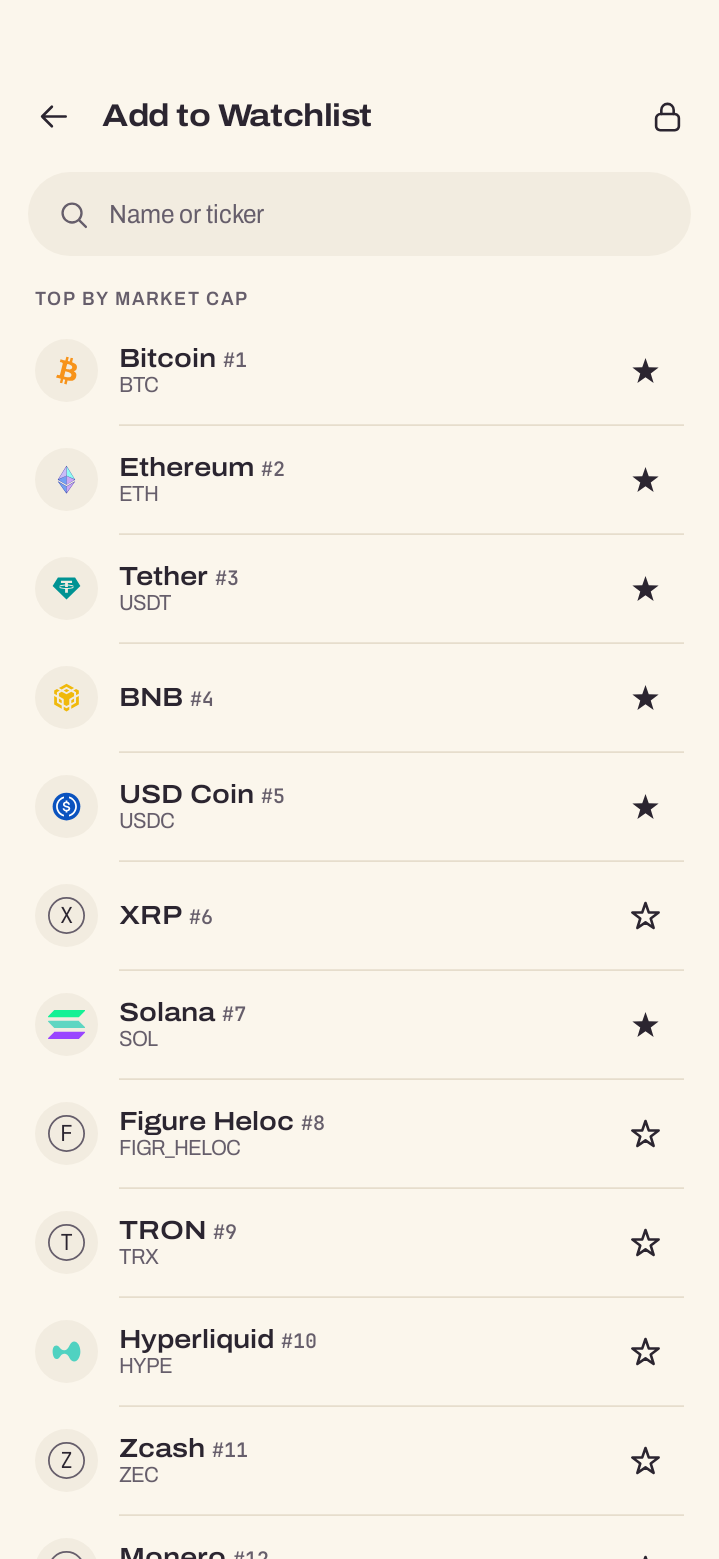 Add to Watchlist
Name or ticker
TOP BY MARKET CAP
Bitcoin #1
BTC
Ethereum #2
ETH
Tether #3
USDT
BNB #4
USD Coin #5
USDC
X
XRP #6
Solana #7
SOL
F
Figure Heloc #8
FIGR_HELOC
T
TRON #9
TRX
Hyperliquid #10
HYPE
Z
Zcash #11
ZEC
Monero #12